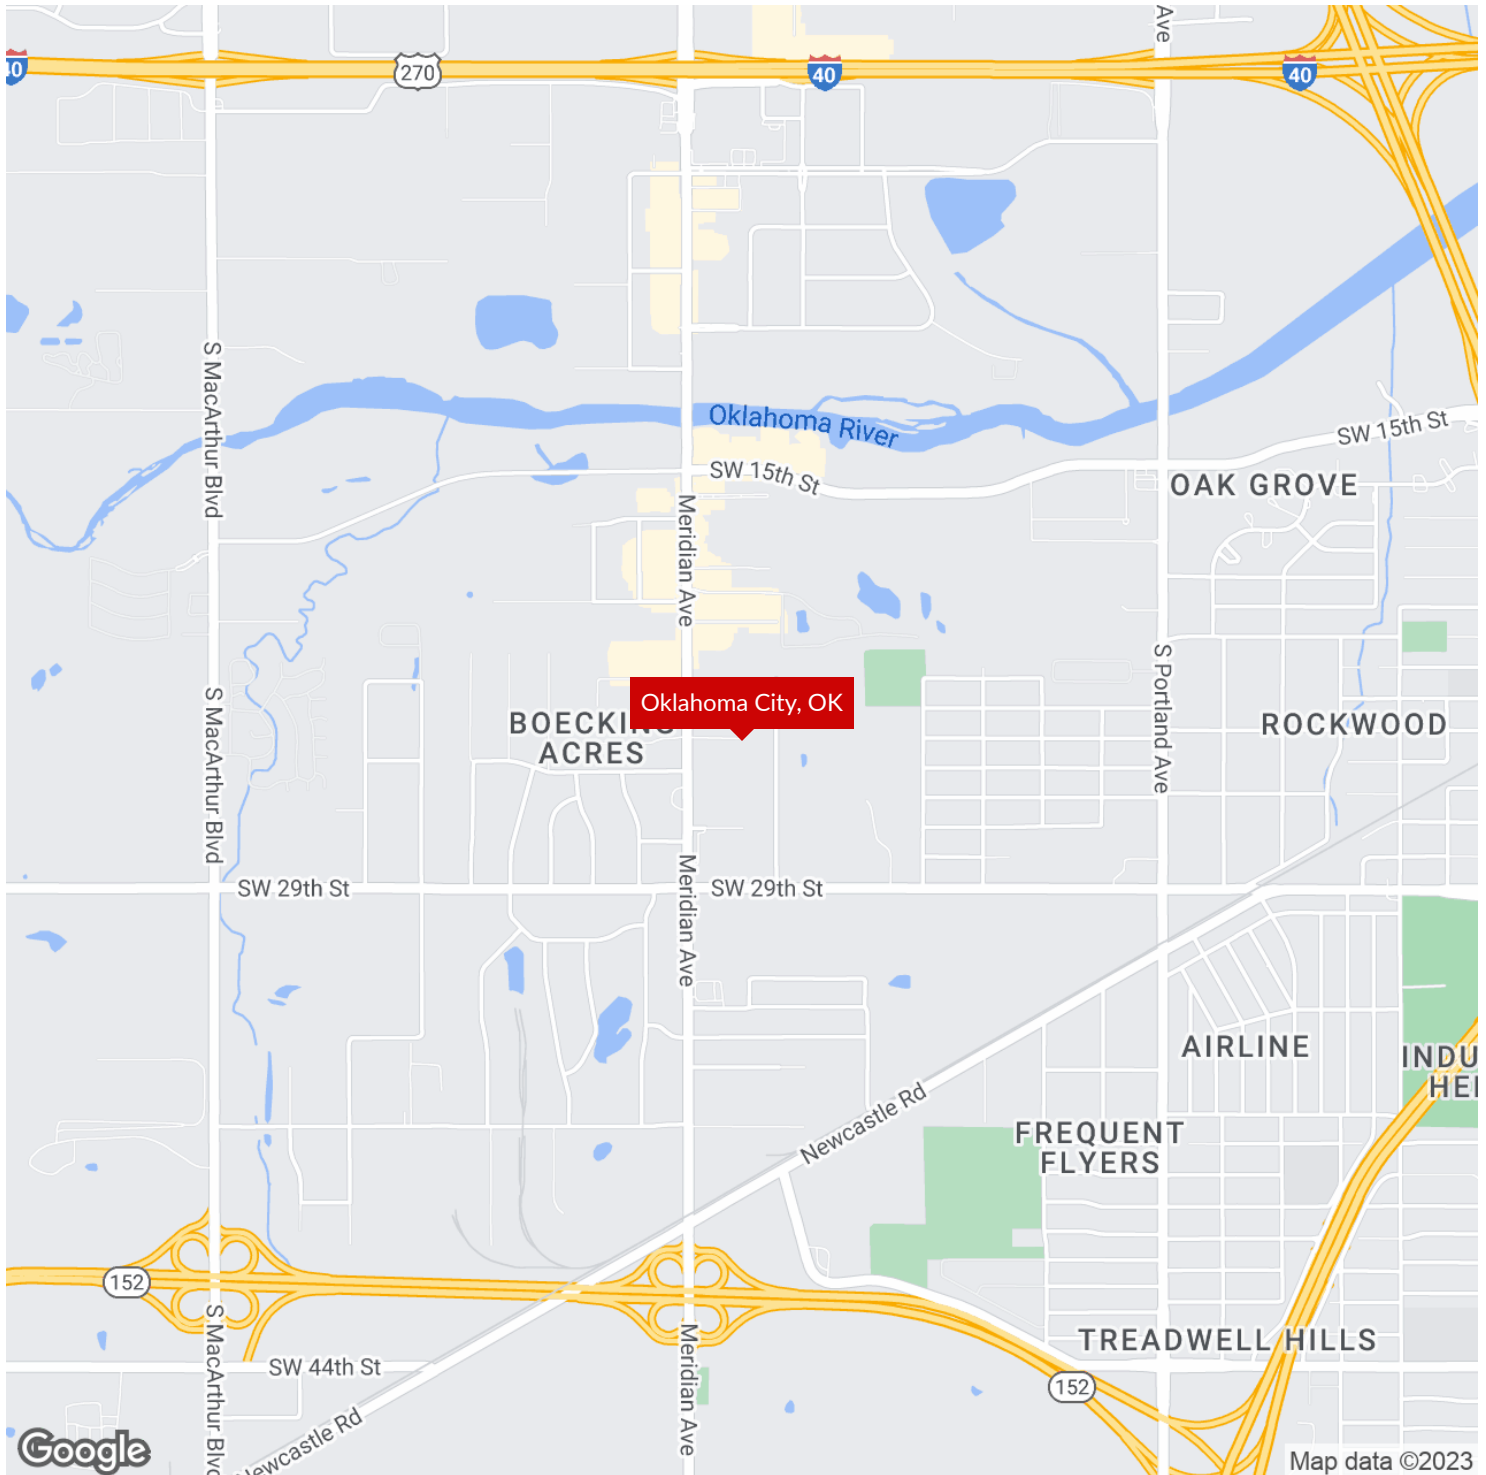 40
270
40
40
Ave
S MacArthur Blvd
Oklahoma River
SW 15th St
SW 15th St
OAK GROVE
Meridian Ave
S Portland Ave
S MacArthur Blvd
Oklahoma City, OK
BOECKING
ACRES
ROCKWOOD
SW 29th St
SW 29th St
Meridian Ave
AIRLINE
INDU
HEI
Newcastle Rd
FREQUENT
FLYERS
152
TREADWELL HILLS
S MacArthur Blvd
SW 44th St
Meridian Ave
152
Newcastle Rd
Google
Map data ©2023